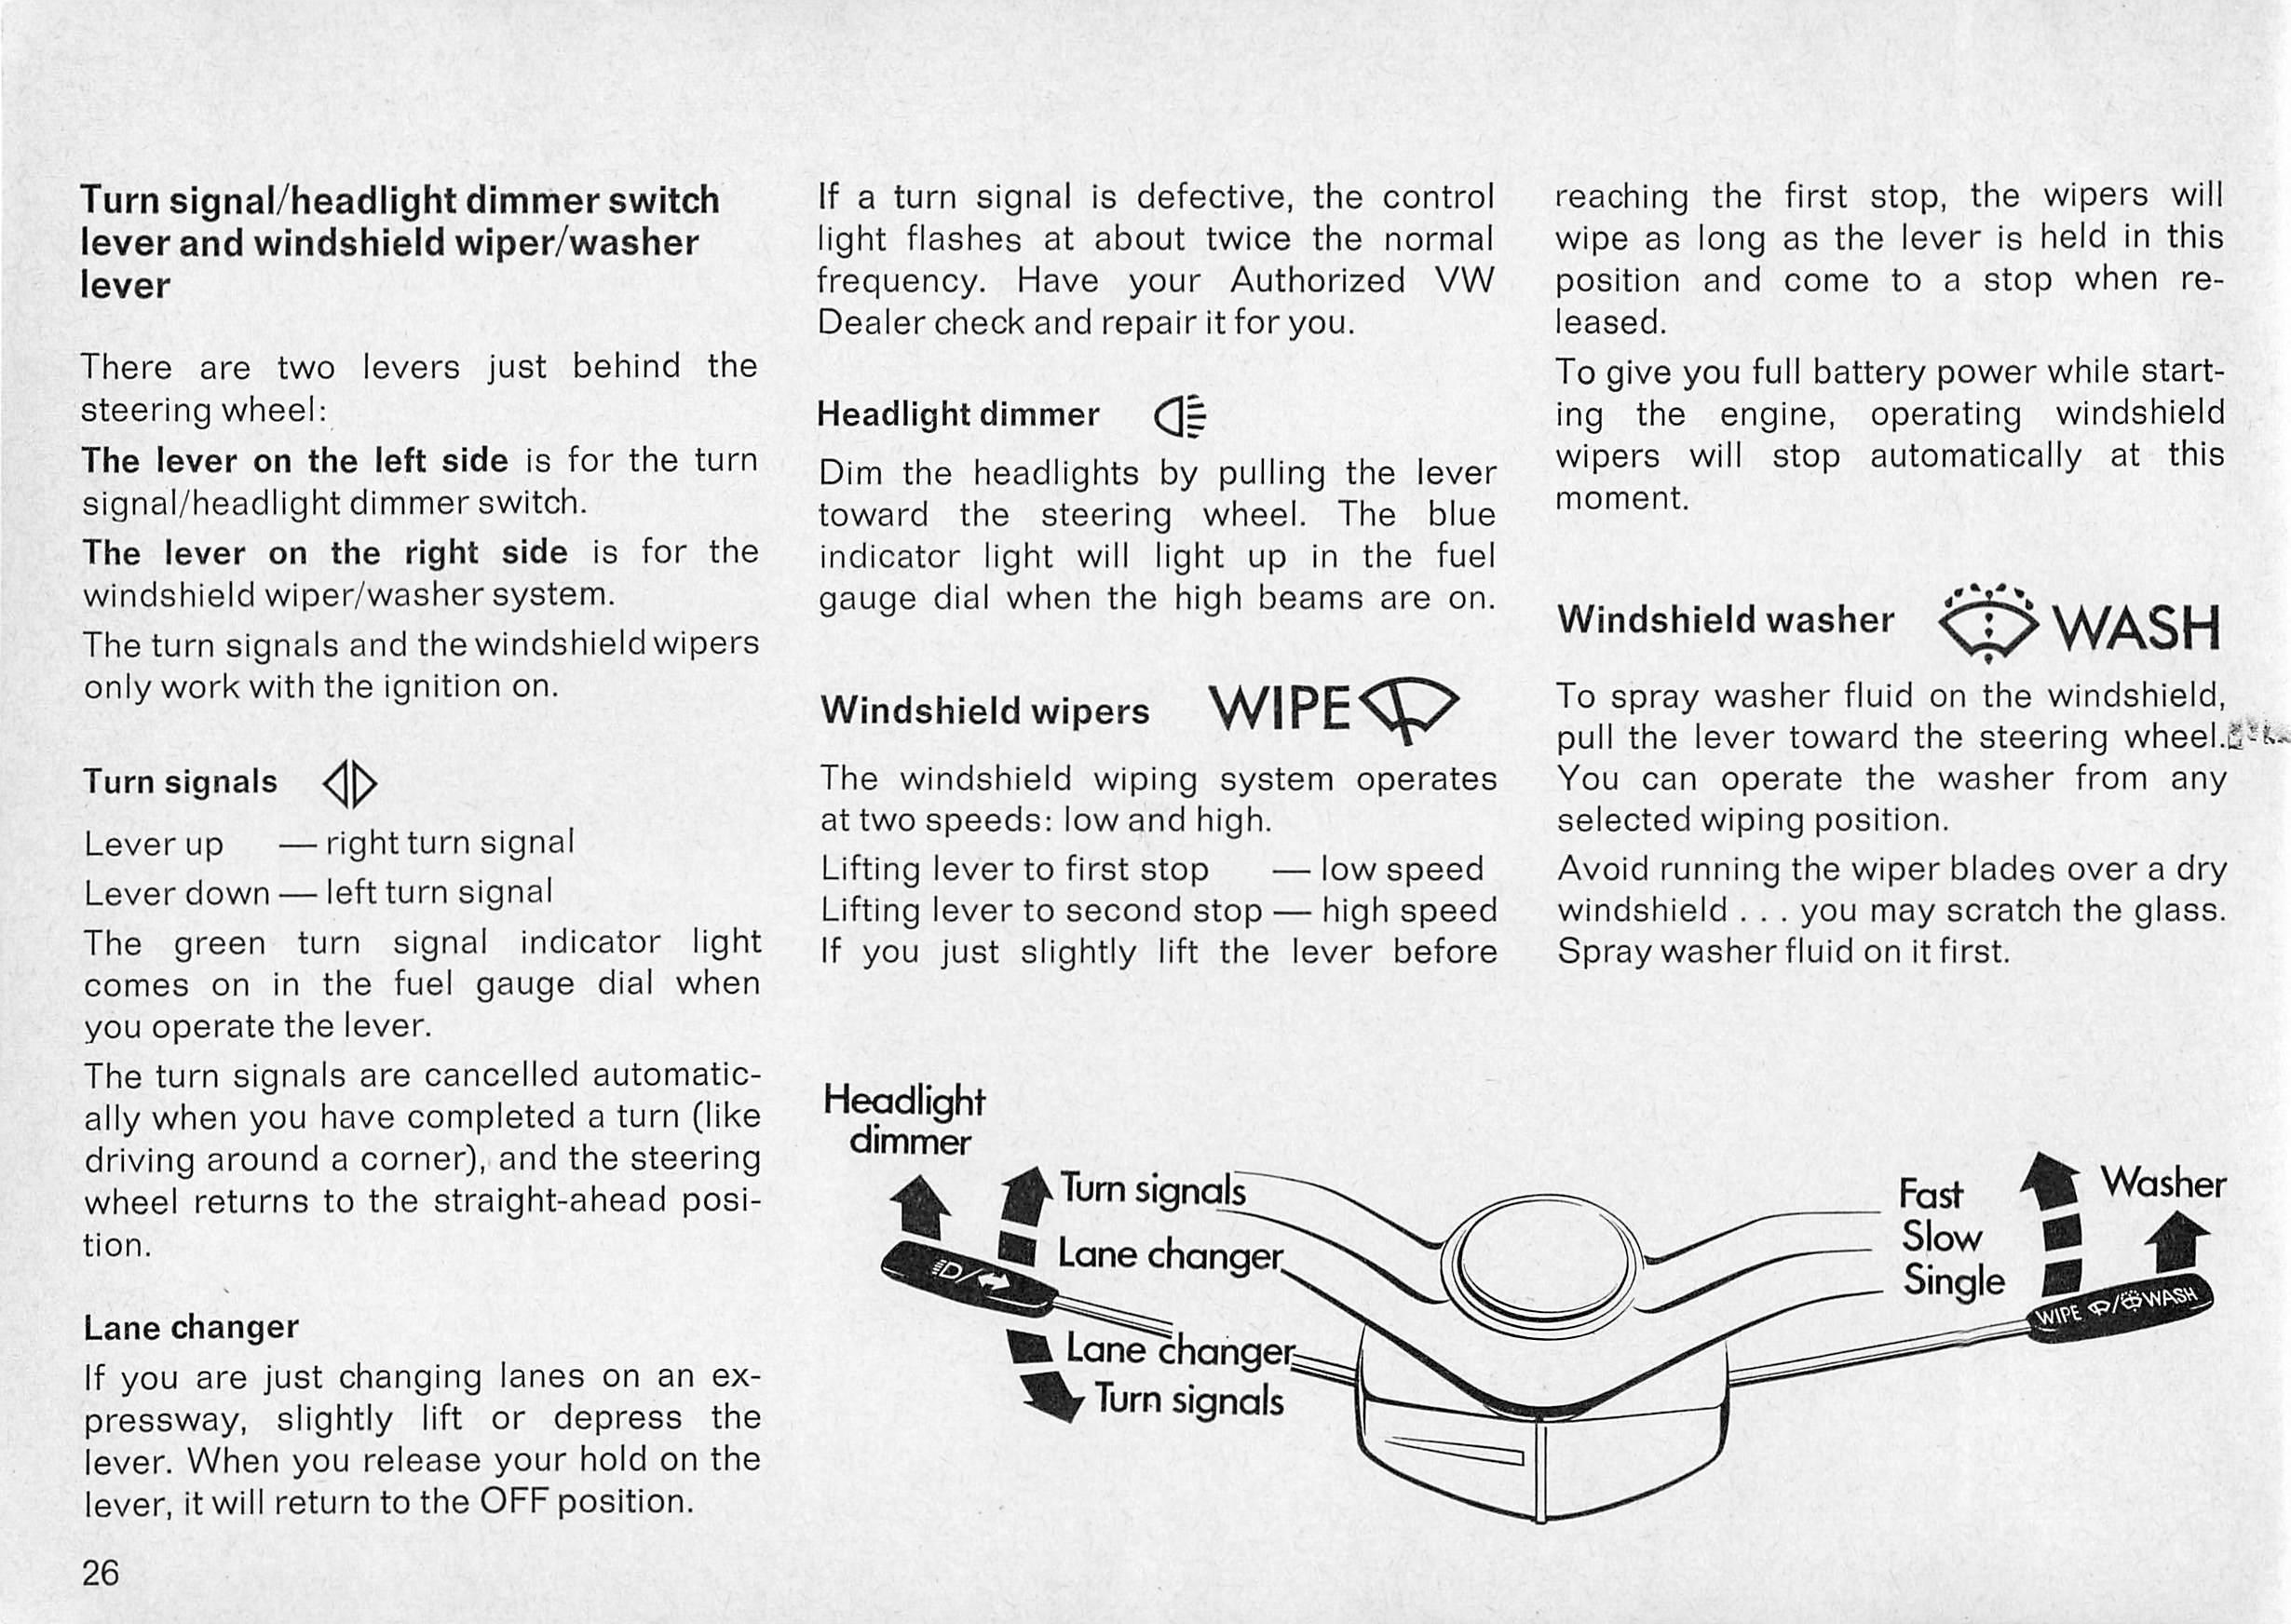 Turn signal/headlight dimmer switch
lever and windshield wiper/washer
lever
There are two levers just behind the
steering wheel:
The lever on the left side is for the turn
signal/headlight dimmer switch.
The lever on the right side is for the
windshield wiper/washer system.
The turn signals and the windshield wipers
only work with the ignition on.
Turn signals
Lever up — right turn signal
Lever down — left turn signal
The green turn signal indicator light
comes on in the fuel gauge dial when
you operate the lever.
The turn signals are cancelled automatic-
ally when you have completed a turn (like
driving around a corner), and the steering
wheel returns to the straight-ahead posi-
tion.
Lane changer
If you are just changing lanes on an ex-
pressway, slightly lift or depress the
lever. When you release your hold on the
lever, it will return to the OFF position.
26
If a turn signal is defective, the control
light flashes at about twice the normal
frequency. Have your Authorized VW
Dealer check and repair it for you.
Headlight dimmer
Dim the headlights by pulling the lever
toward the steering wheel. The blue
indicator light will light up in the fuel
gauge dial when the high beams are on.
Windshield wipers WIPE
The windshield wiping system operates
at two speeds: low and high.
Lifting lever to first stop — low speed
Lifting lever to second stop — high speed
If you just slightly lift the lever before
reaching the first stop, the wipers will
wipe as long as the lever is held in this
position and come to a stop when re-
leased.
To give you full battery power while start-
ing the engine, operating windshield
wipers will stop automatically at this
moment.
Windshield washer WASH
To spray washer fluid on the windshield,
pull the lever toward the steering wheel.
You can operate the washer from any
selected wiping position.
Avoid running the wiper blades over a dry
windshield . . . you may scratch the glass.
Spray washer fluid on it first.
Headlight
dimmer
Turn signals
Lane changer
Lane changer
Turn signals
Fast
Slow
Single
Washer
WIPE / WASH